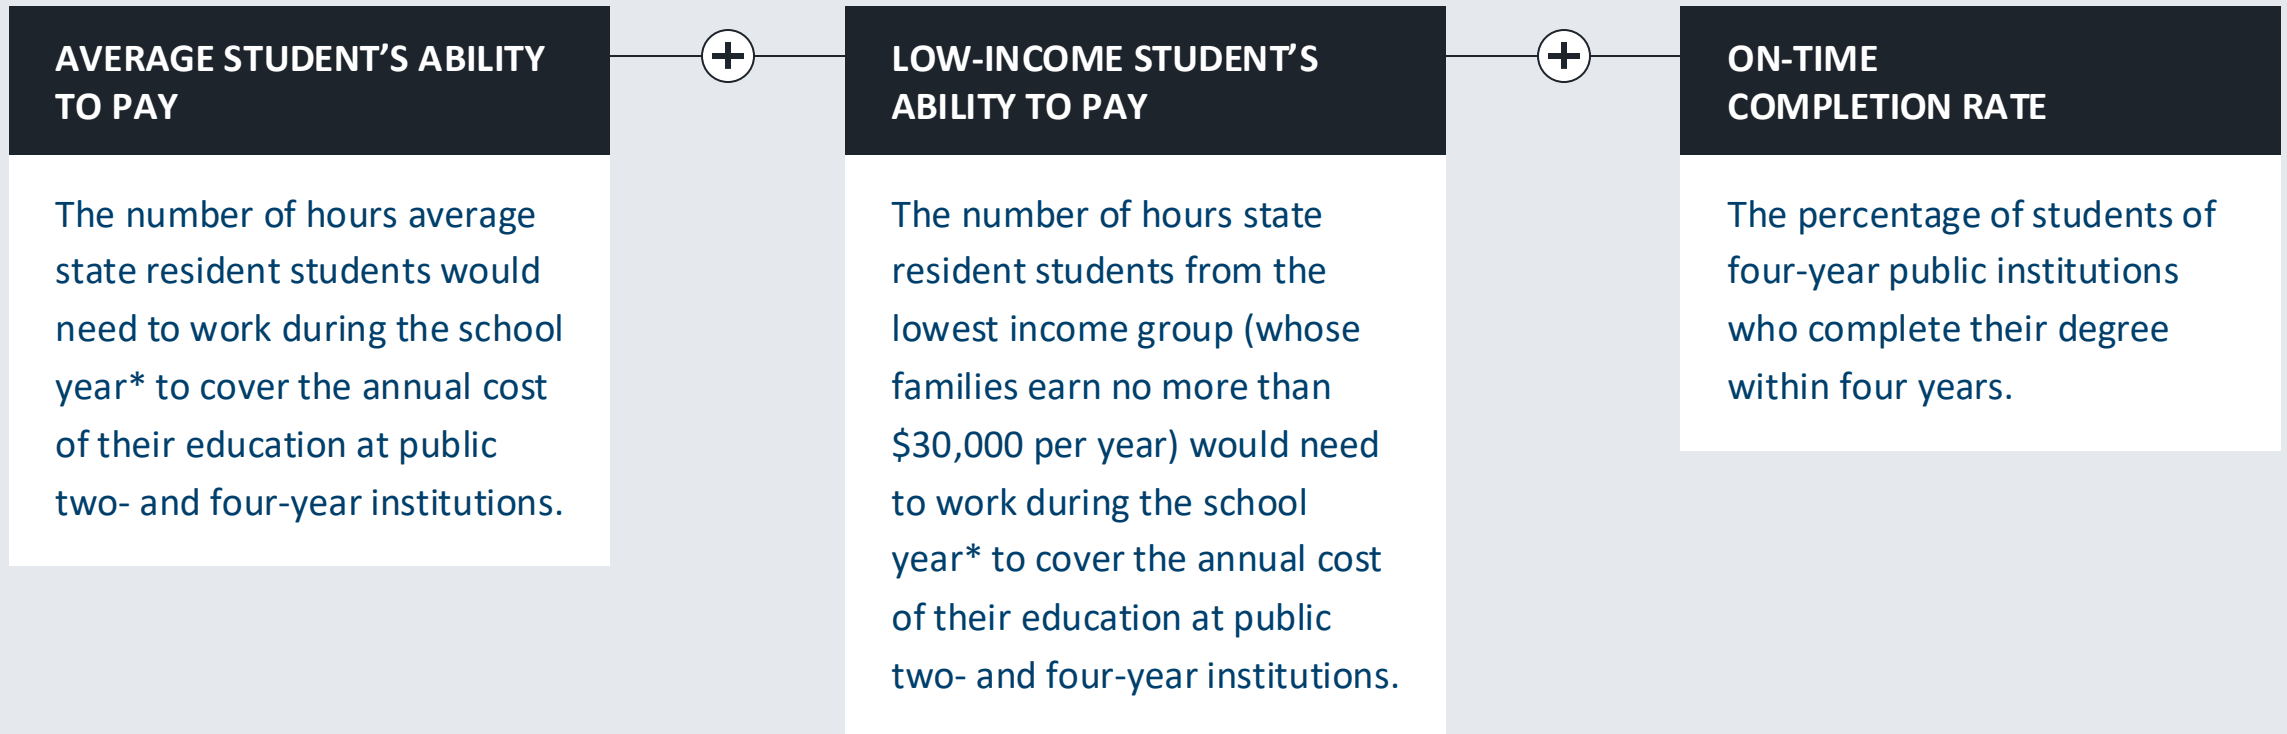 AVERAGE STUDENT’S ABILITY
TO PAY
The number of hours average
state resident students would
need to work during the school
year* to cover the annual cost
of their education at public
two- and four-year institutions.
LOW-INCOME STUDENT’S
ABILITY TO PAY
The number of hours state
resident students from the
lowest income group (whose
families earn no more than
$30,000 per year) would need
to work during the school
year* to cover the annual cost
of their education at public
two- and four-year institutions.
ON-TIME
COMPLETION RATE
The percentage of students of
four-year public institutions
who complete their degree
within four years.